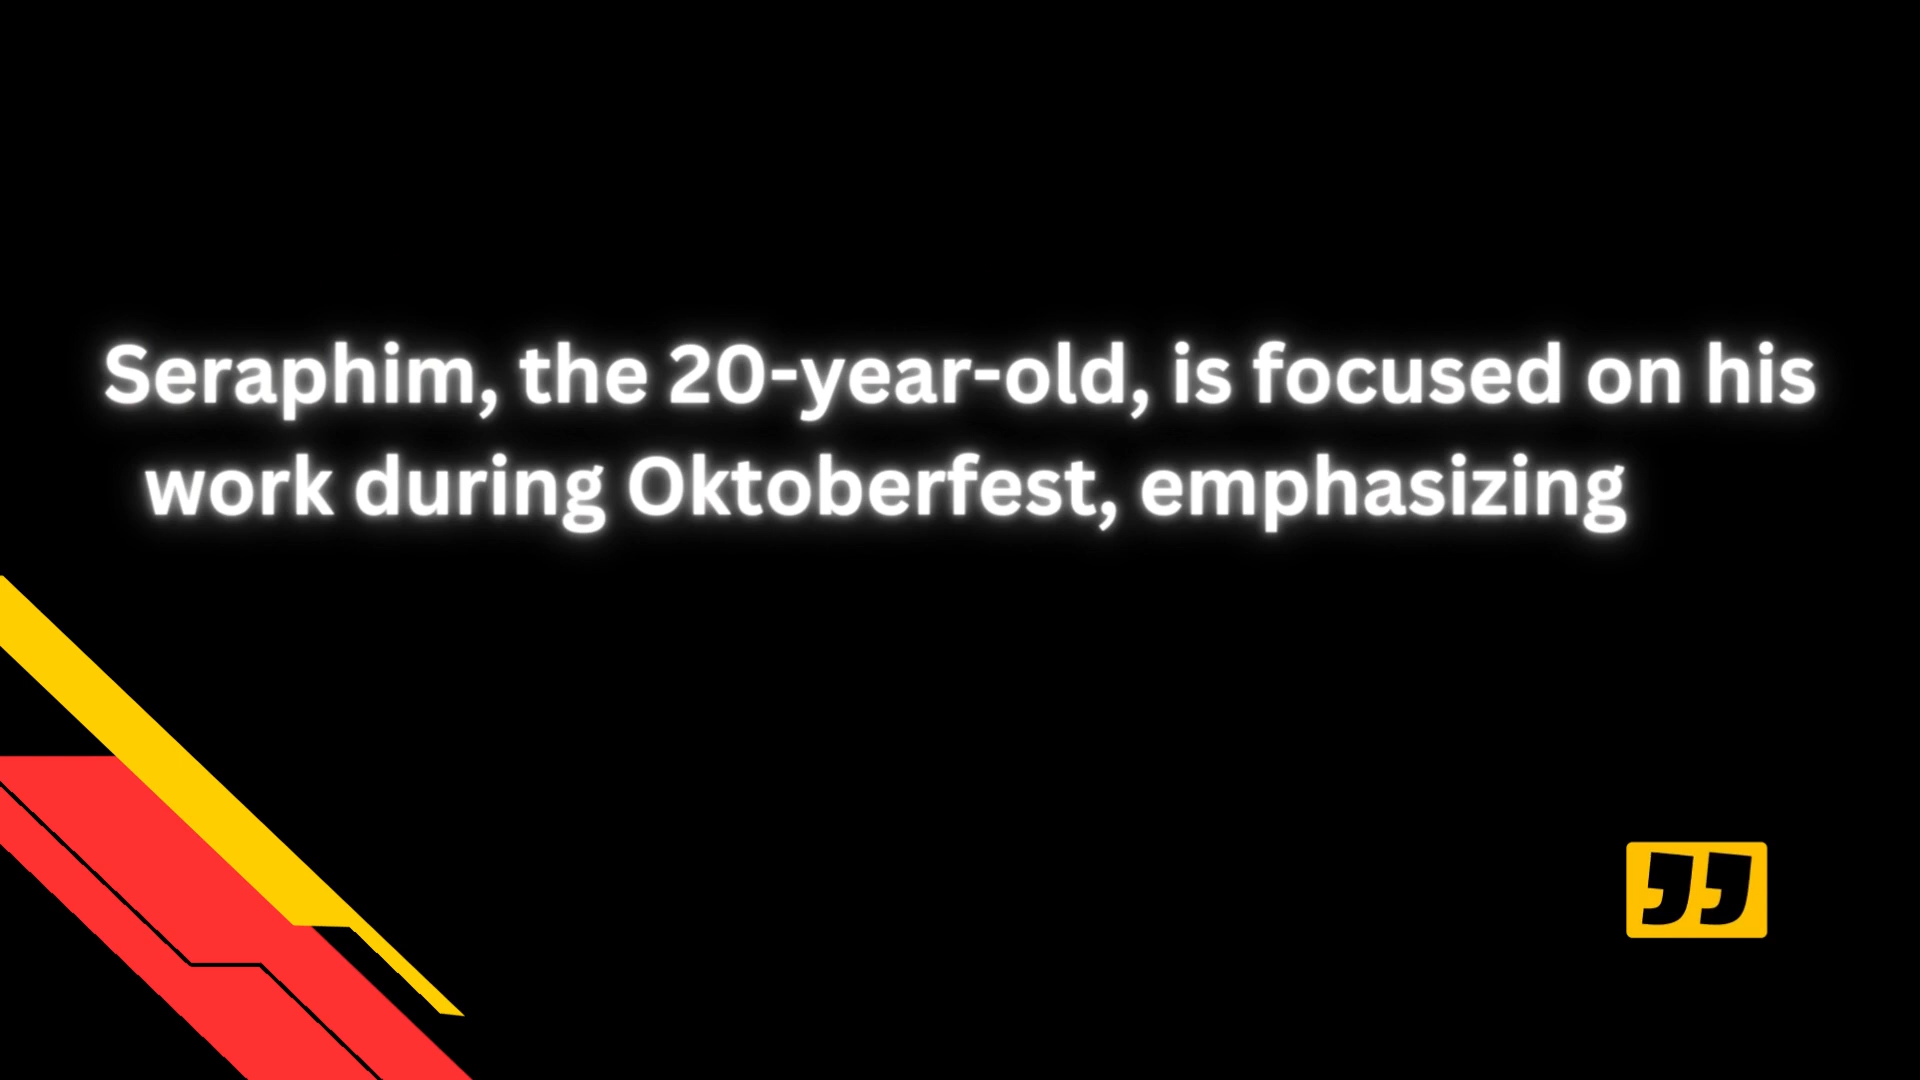 Seraphim, the 20-year-old, is focused on his
work during Oktoberfest, emphasizing